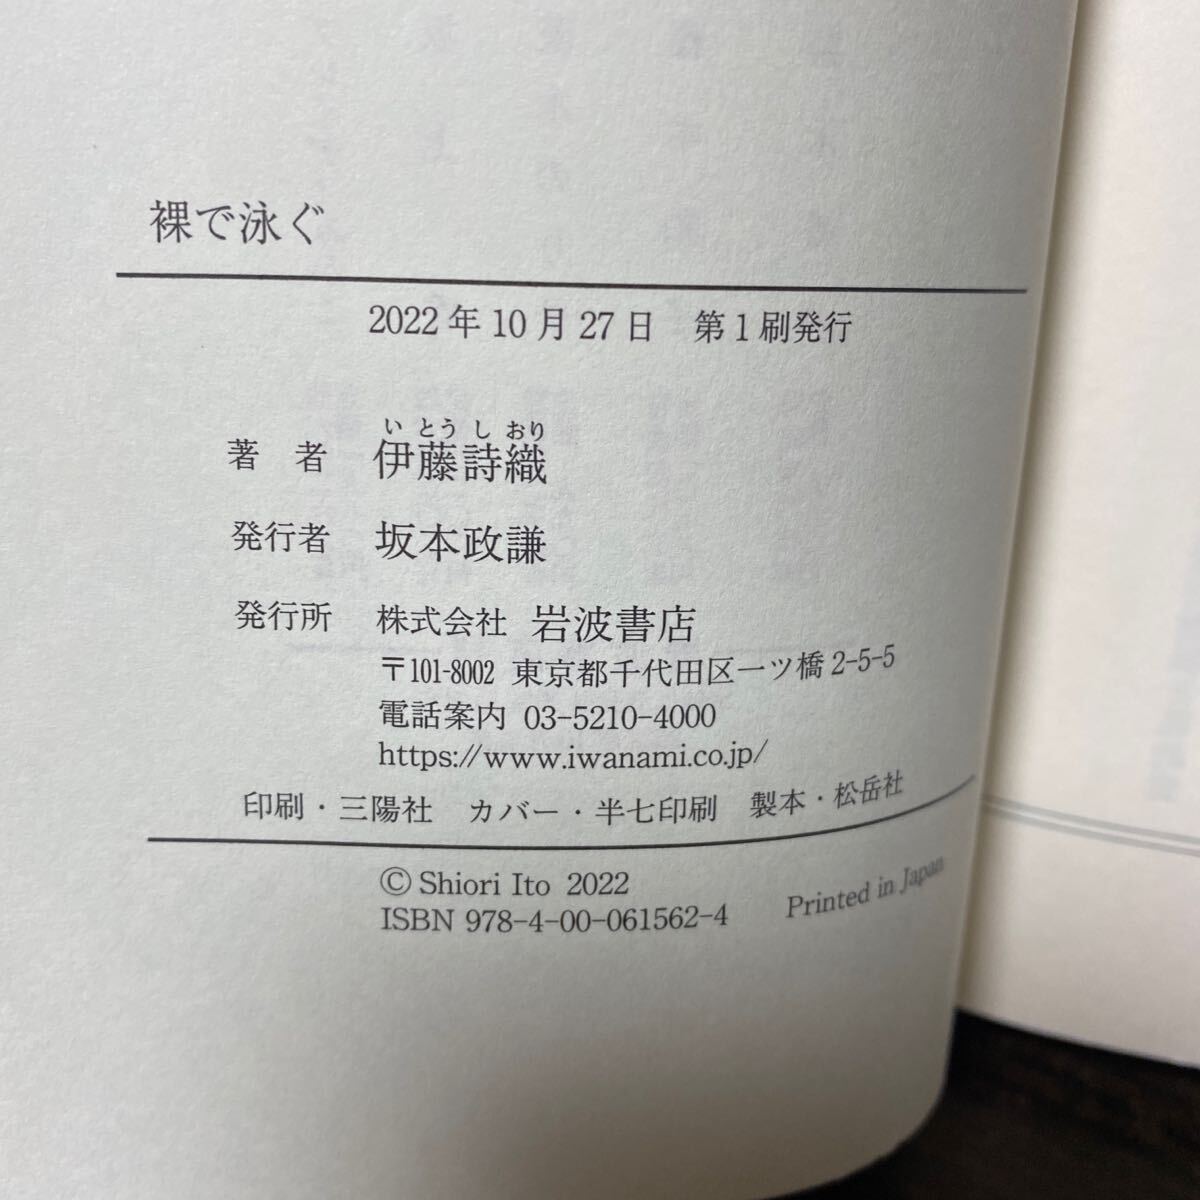 裸で泳ぐ
2022年10月27日　第1刷発行
いとうしおり
著　者　伊藤詩織
発行者　坂本政謙
発行所　株式会社 岩波書店
〒101-8002 東京都千代田区一ツ橋2-5-5
電話案内 03-5210-4000
https://www.iwanami.co.jp/
印刷・三陽社　カバー・半七印刷　製本・松岳社
© Shiori Ito 2022
ISBN 978-4-00-061562-4　Printed in Japan